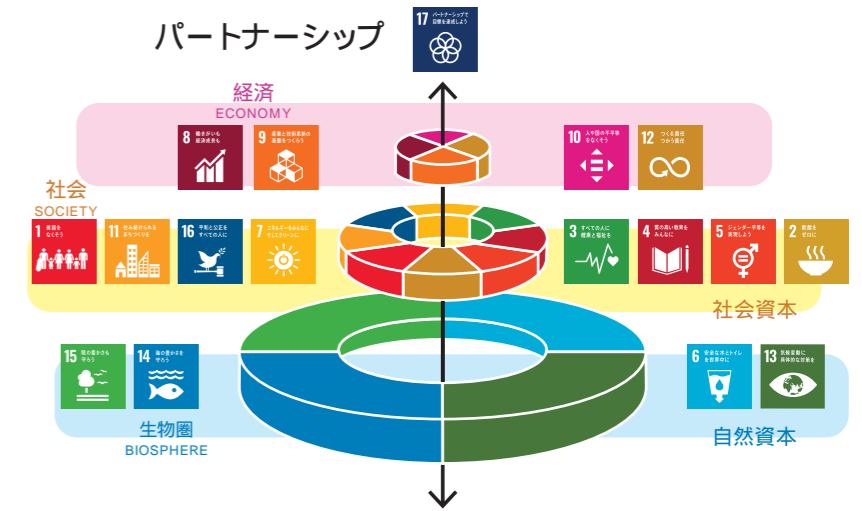 パートナーシップ
17 パートナーシップで
目標を達成しよう
経済
ECONOMY
8 働きがいも
経済成長も
9 産業と技術革新の
基盤をつくろう
10 人や国の不平等
をなくそう
12 つくる責任
つかう責任
社会
SOCIETY
1 貧困を
なくそう
11 住み続けられる
まちづくりを
16 平和と公正を
すべての人に
7 エネルギーをみんなに
そしてクリーンに
3 すべての人に
健康と福祉を
4 質の高い教育を
みんなに
5 ジェンダー平等を
実現しよう
2 飢餓を
ゼロに
社会資本
15 陸の豊かさも
守ろう
14 海の豊かさを
守ろう
6 安全な水とトイレ
を世界中に
13 気候変動に
具体的な対策を
生物圏
BIOSPHERE
自然資本